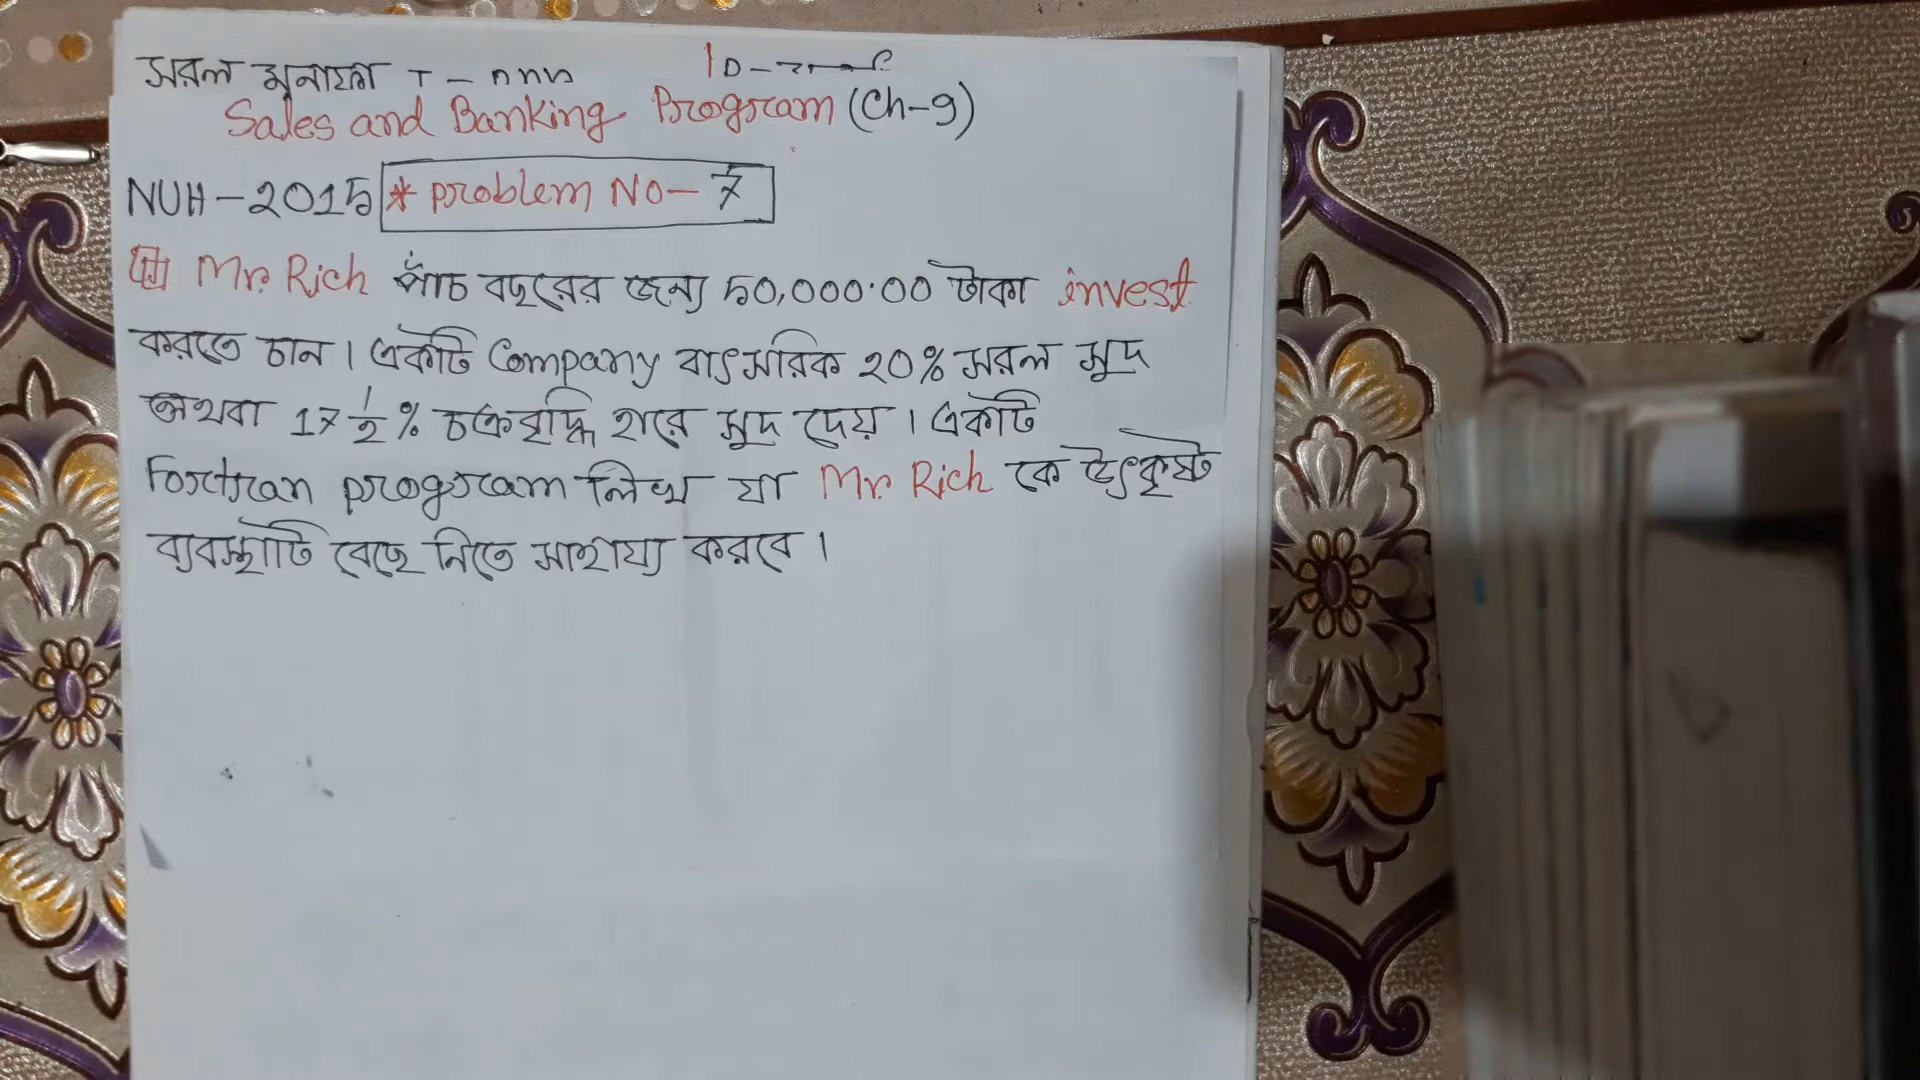 সরল মুনাফা I = 
Sales and Banking Program (Ch-9)
NUH-2015 * Problem NO- 7
Mr. Rich পাঁচ বছরের জন্য 50,000.00 টাকা invest
করতে চান। একটি Company বাৎসরিক 20% সরল সুদ
অথবা 17 1/2 % চক্রবৃদ্ধি হারে সুদ দেয়। একটি
Fortran program লিখ যা Mr. Rich কে উৎকৃষ্ট
ব্যবস্থাটি বেছে নিতে সাহায্য করবে।